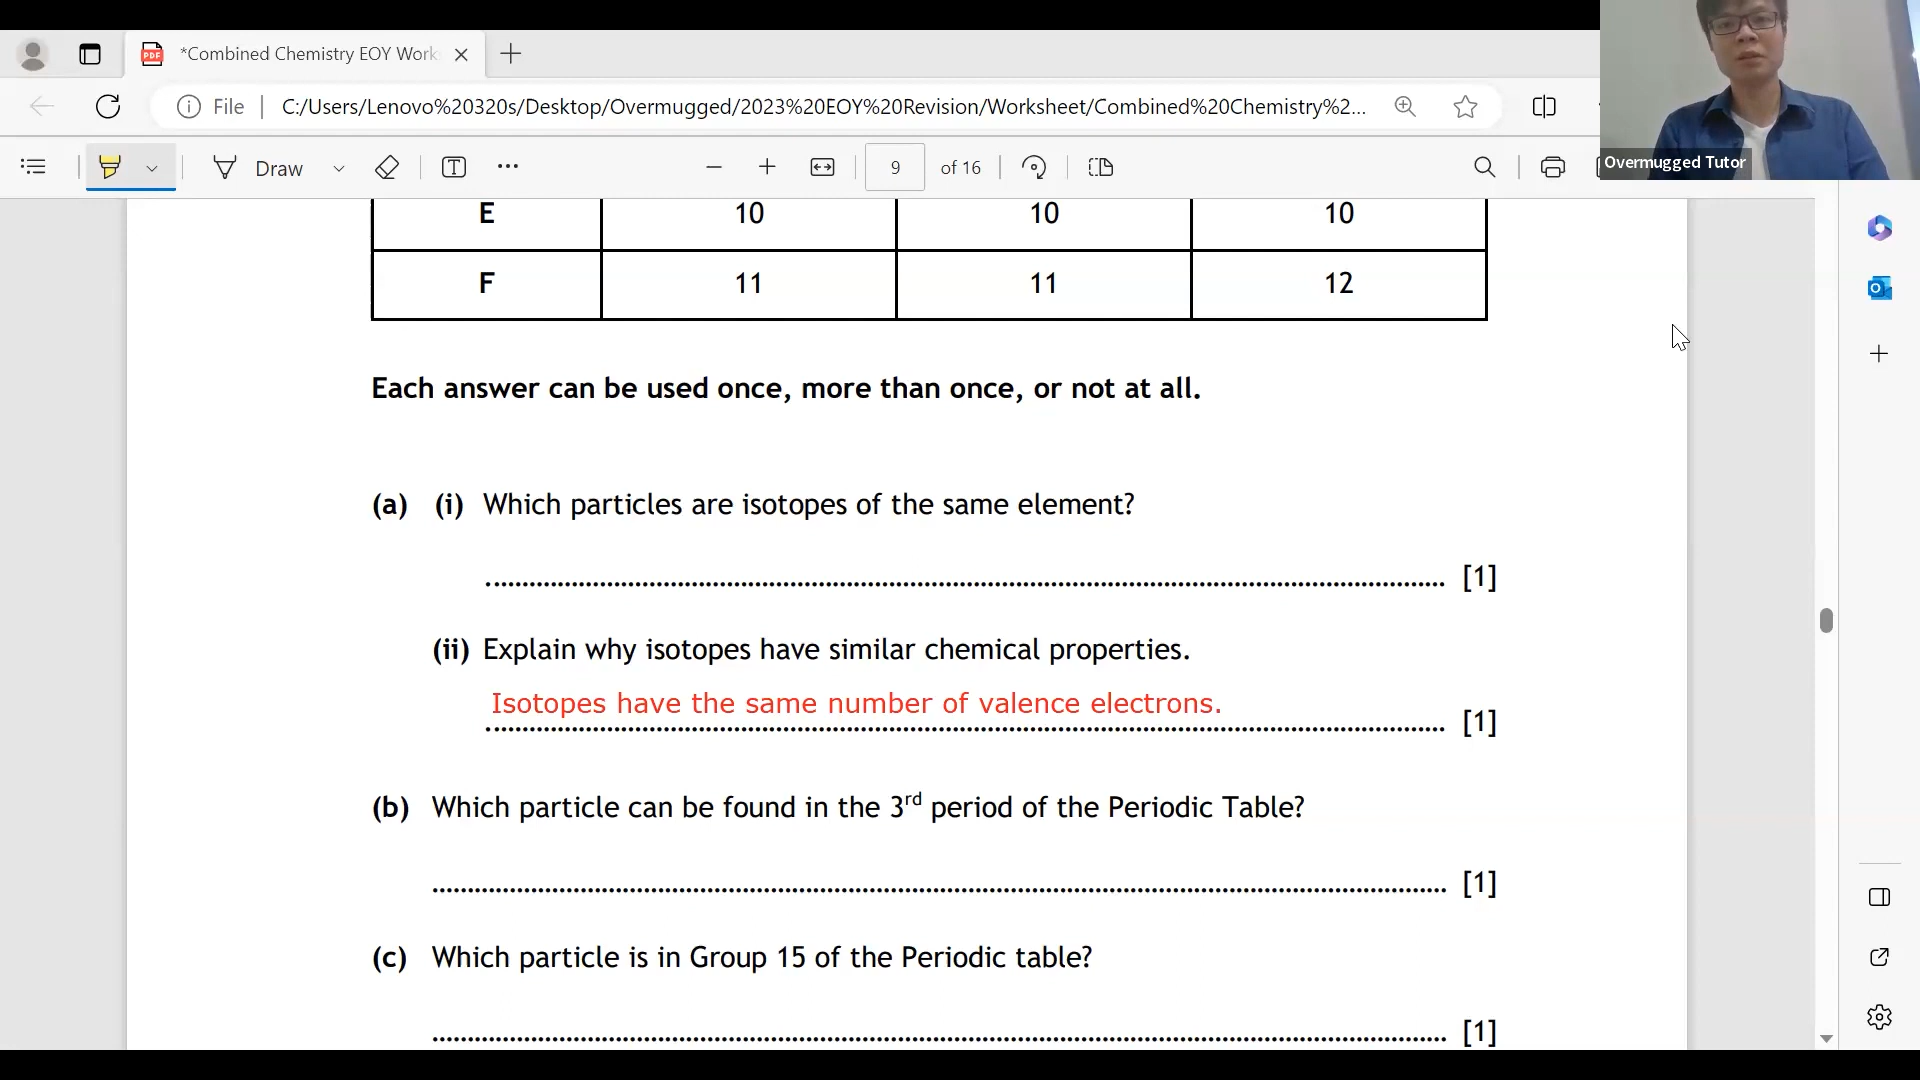 *Combined Chemistry EOY Work
File
C:/Users/Lenovo%20320s/Desktop/Overmugged/2023%20EOY%20Revision/Worksheet/Combined%20Chemistry%2...
Draw
9 of 16
Overmugged Tutor
E 10 10 10
F 11 11 12
Each answer can be used once, more than once, or not at all.
(a) (i) Which particles are isotopes of the same element?
[1]
(ii) Explain why isotopes have similar chemical properties.
Isotopes have the same number of valence electrons.
[1]
(b) Which particle can be found in the 3rd period of the Periodic Table?
[1]
(c) Which particle is in Group 15 of the Periodic table?
[1]